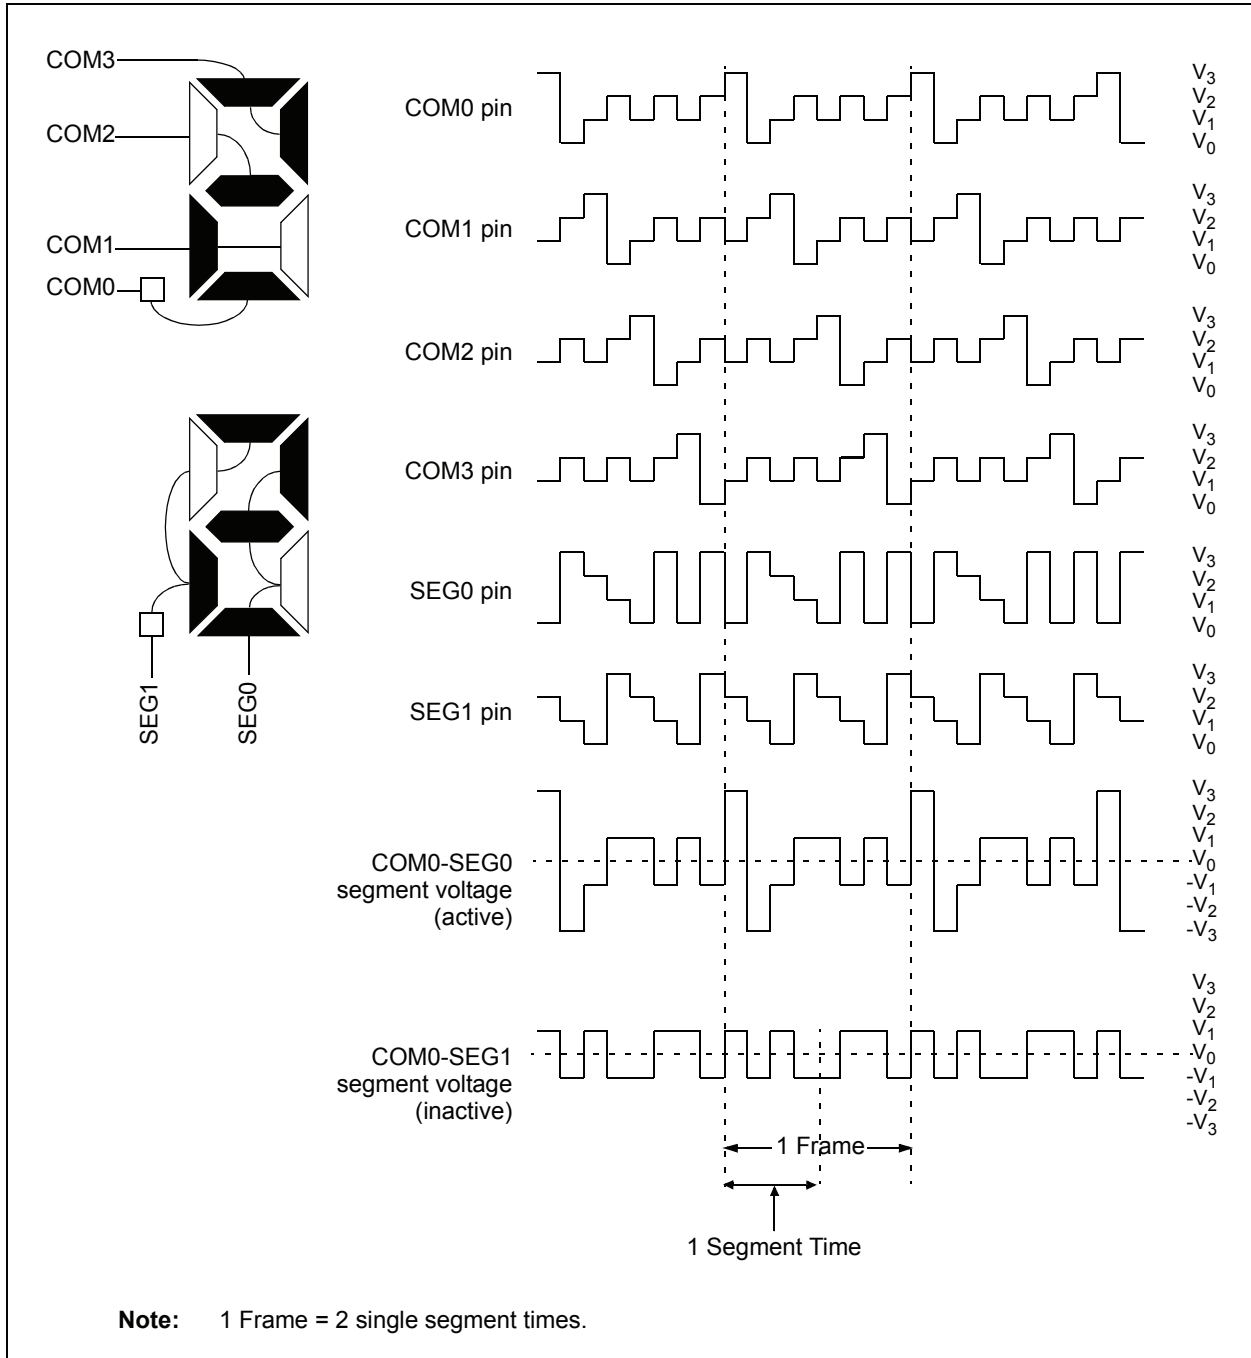 COM3
COM2
COM1
COM0
SEG1
SEG0
COM0 pin
V3
V2
V1
V0
COM1 pin
V3
V2
V1
V0
COM2 pin
V3
V2
V1
V0
COM3 pin
V3
V2
V1
V0
SEG0 pin
V3
V2
V1
V0
SEG1 pin
V3
V2
V1
V0
COM0-SEG0
segment voltage
(active)
V3
V2
V1
V0
-V1
-V2
-V3
COM0-SEG1
segment voltage
(inactive)
V3
V2
V1
V0
-V1
-V2
-V3
1 Frame
1 Segment Time
Note: 1 Frame = 2 single segment times.